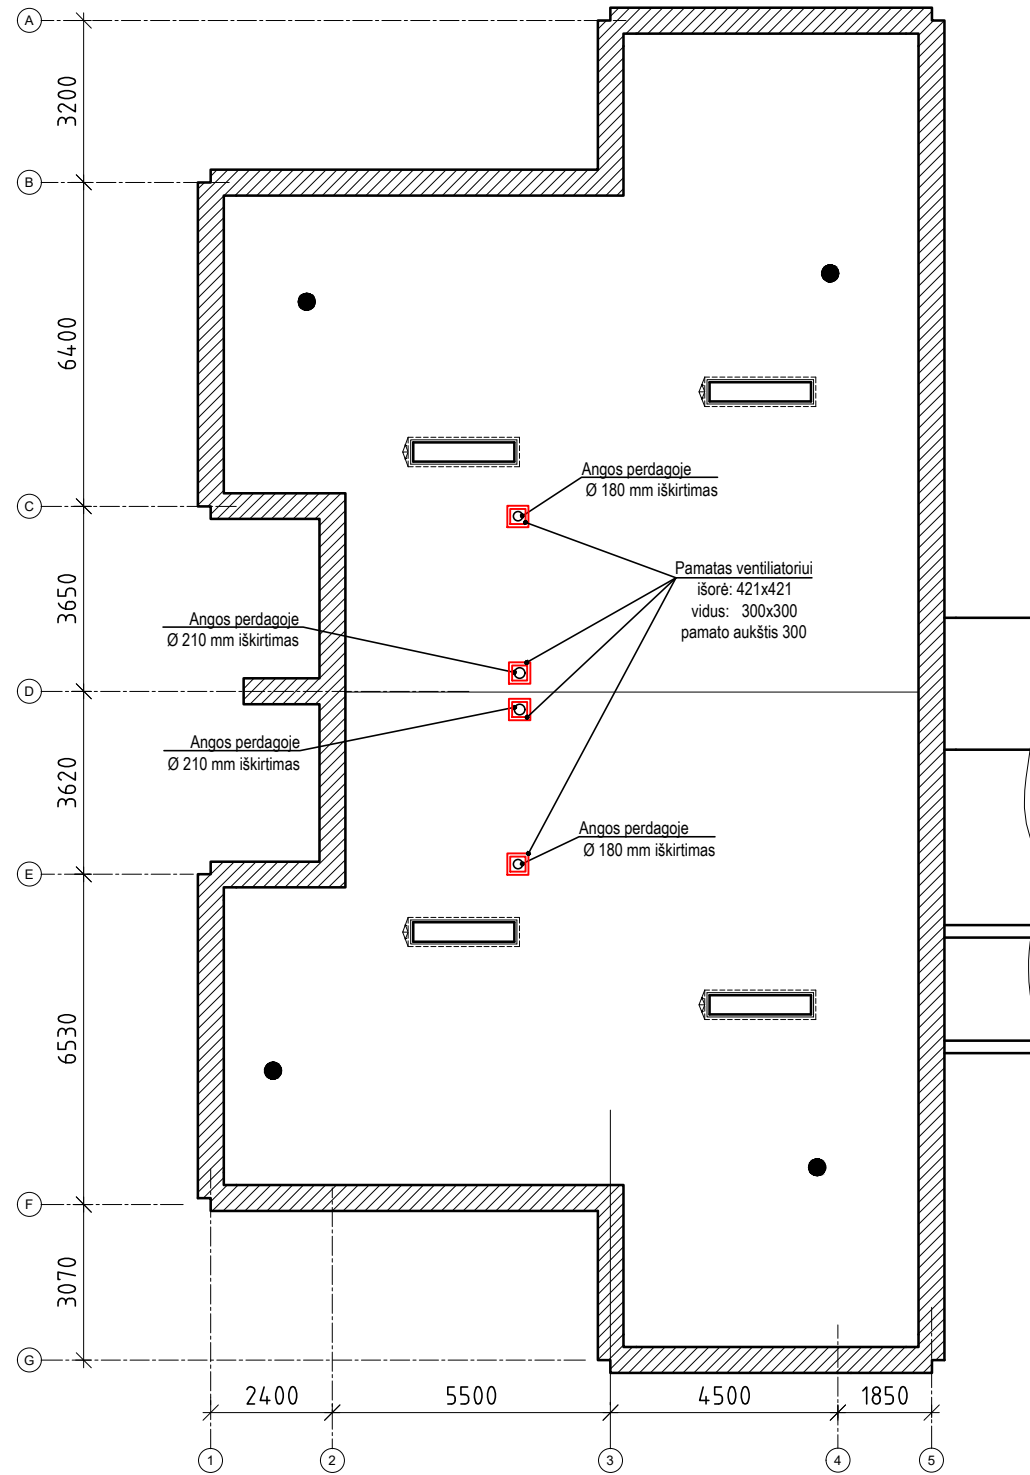 A
3200
B
6400
C
Angos perdagoje
Ø 180 mm iškirtimas
3650
Pamatas ventiliatoriui
išorė: 421x421
vidus: 300x300
pamato aukštis 300
Angos perdagoje
Ø 210 mm iškirtimas
D
Angos perdagoje
Ø 210 mm iškirtimas
3620
Angos perdagoje
Ø 180 mm iškirtimas
E
6530
F
3070
G
2400 5500 4500 1850
1 2 3 4 5